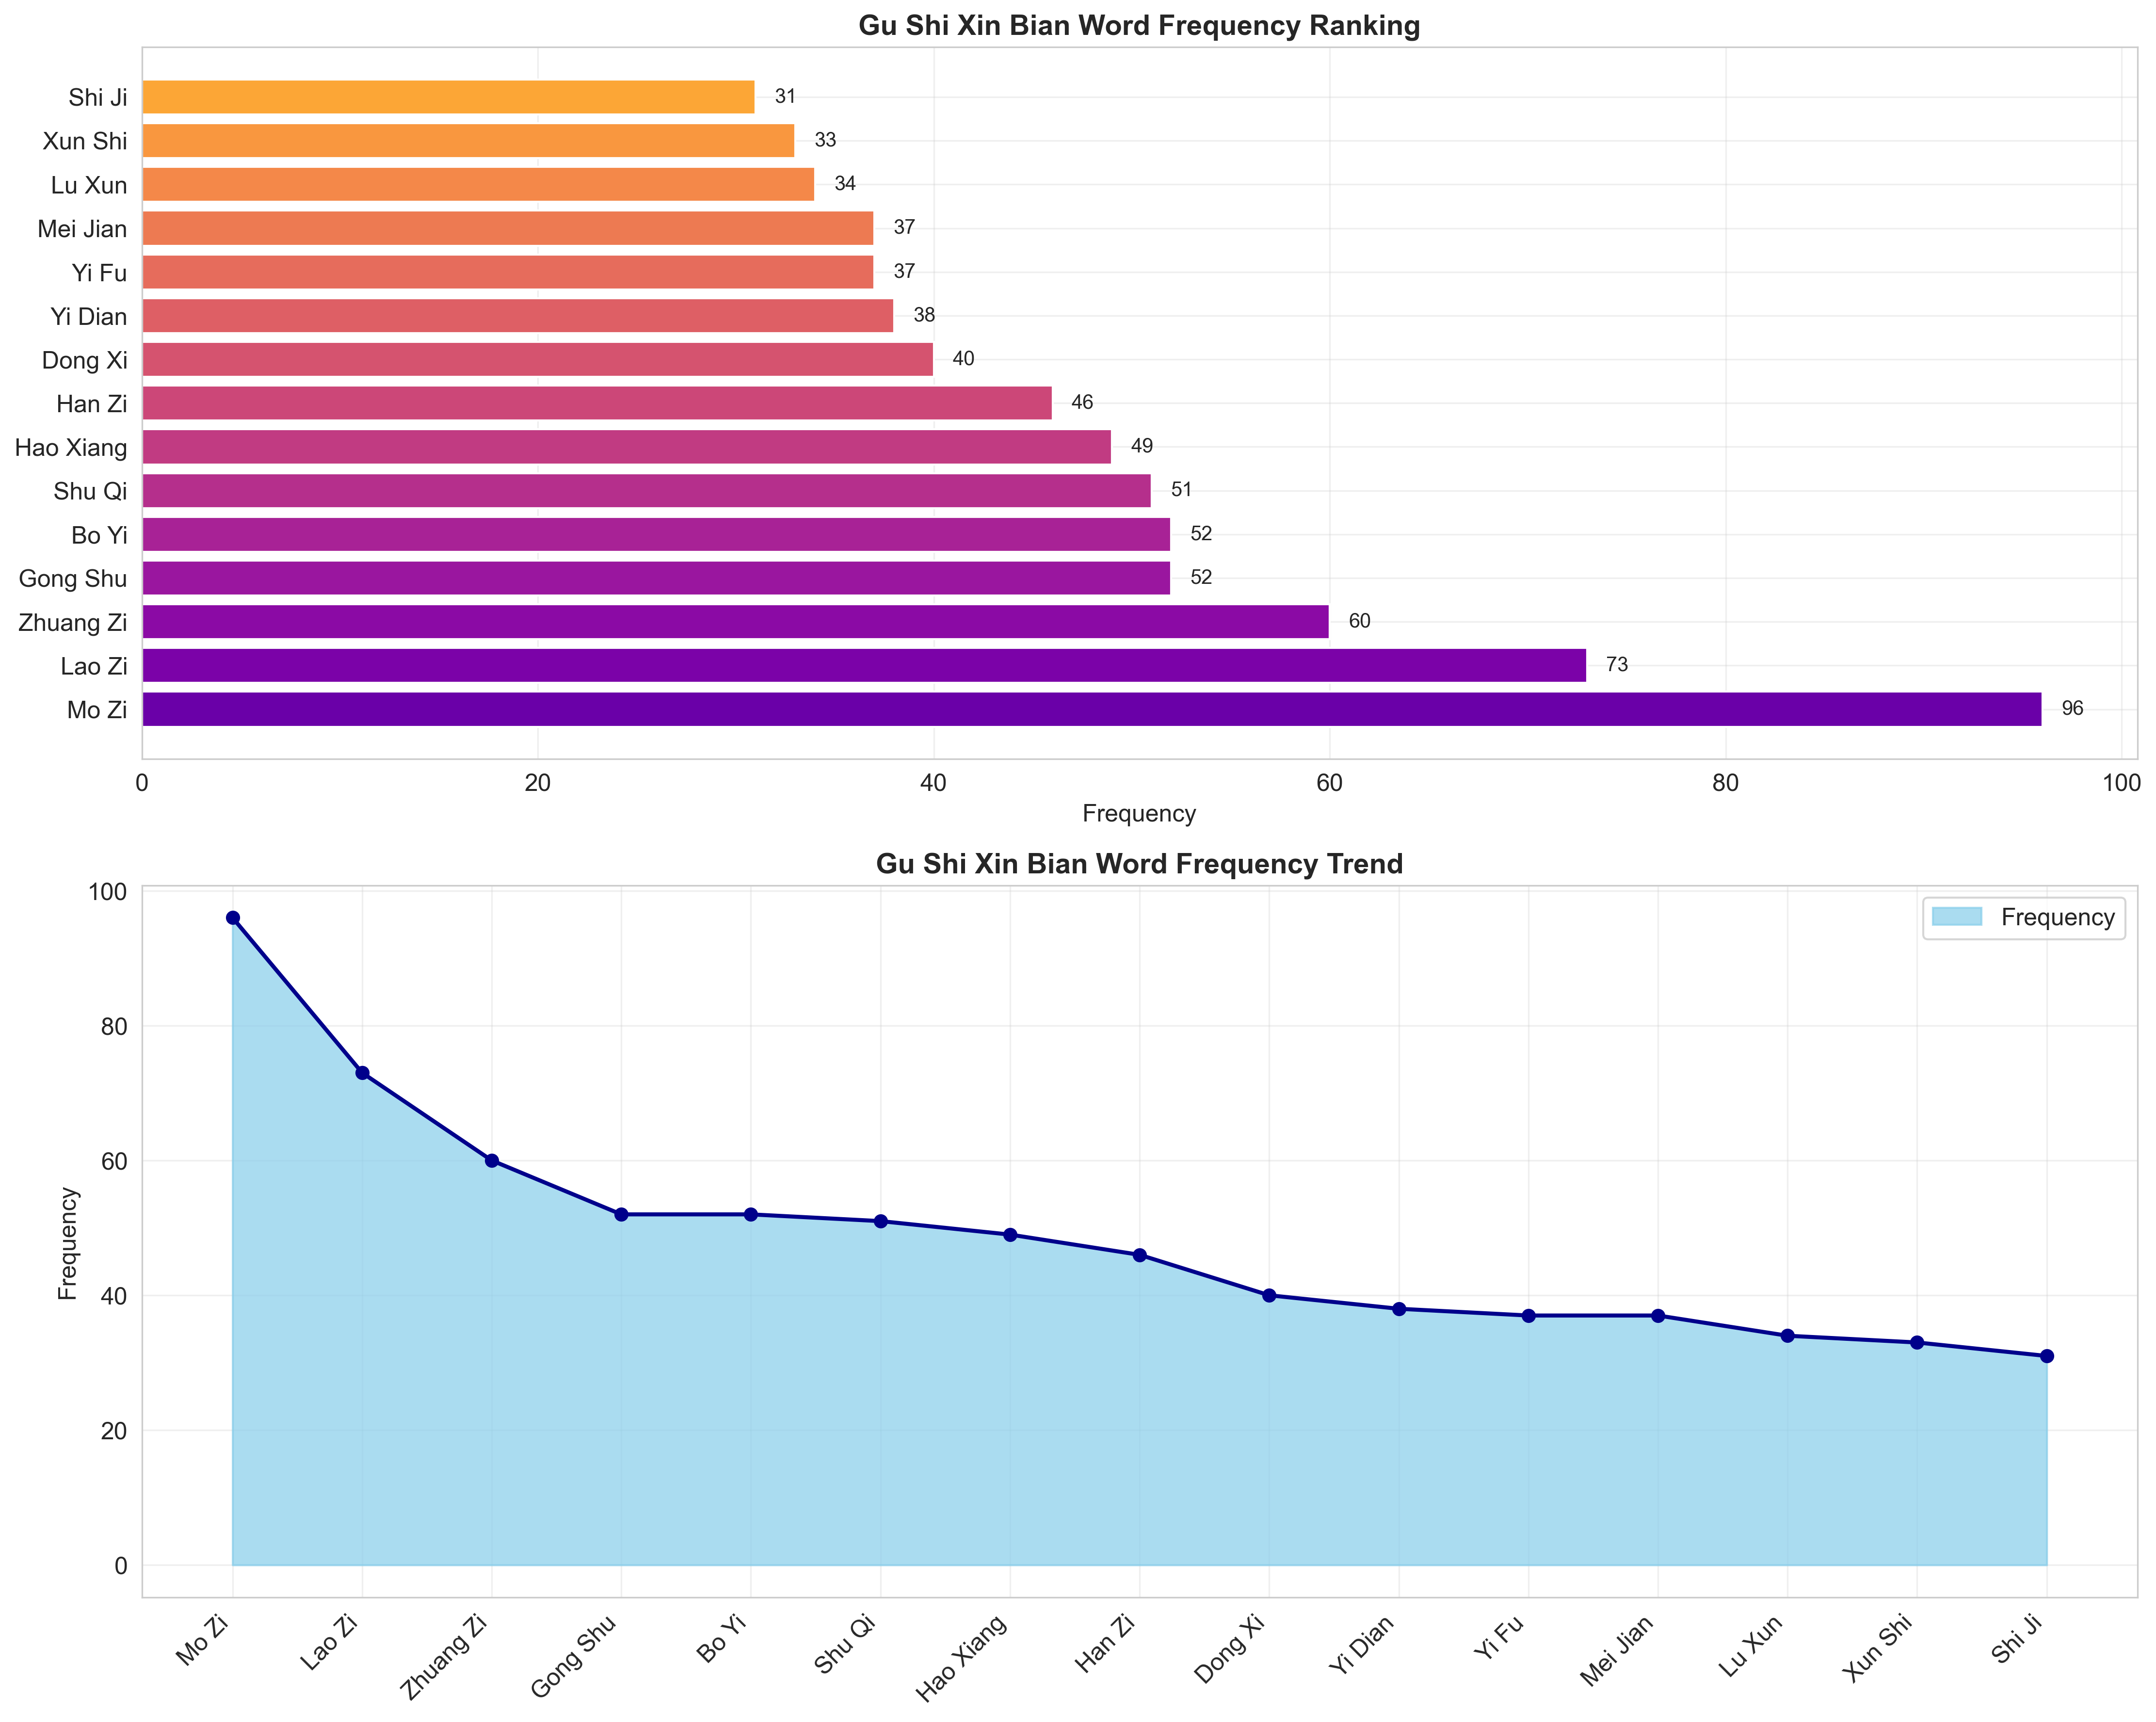 Gu Shi Xin Bian Word Frequency Ranking
Shi Ji 31
Xun Shi 33
Lu Xun 34
Mei Jian 37
Yi Fu 37
Yi Dian 38
Dong Xi 40
Han Zi 46
Hao Xiang 49
Shu Qi 51
Bo Yi 52
Gong Shu 52
Zhuang Zi 60
Lao Zi 73
Mo Zi 96
0 20 40 60 80 100
Frequency
Gu Shi Xin Bian Word Frequency Trend
Frequency
100
80
60
40
20
0
Frequency
Mo Zi Lao Zi Zhuang Zi Gong Shu Bo Yi Shu Qi Hao Xiang Han Zi Dong Xi Yi Dian Yi Fu Mei Jian Lu Xun Xun Shi Shi Ji